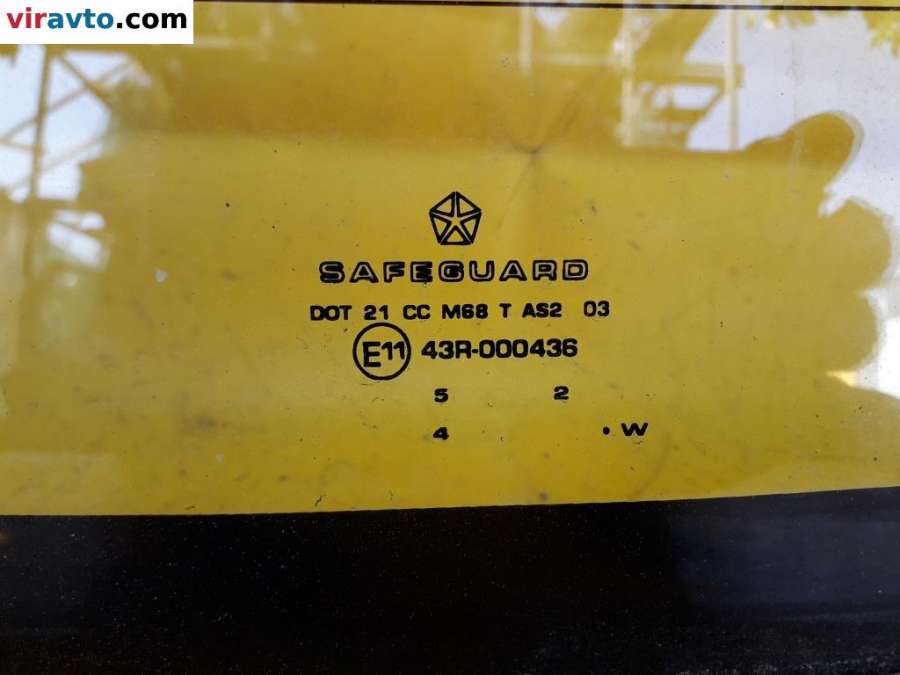 viravto.com
SAFEGUARD
DOT 21 CC M68 T AS2 03
E11 43R-000436
5 2
4 . W